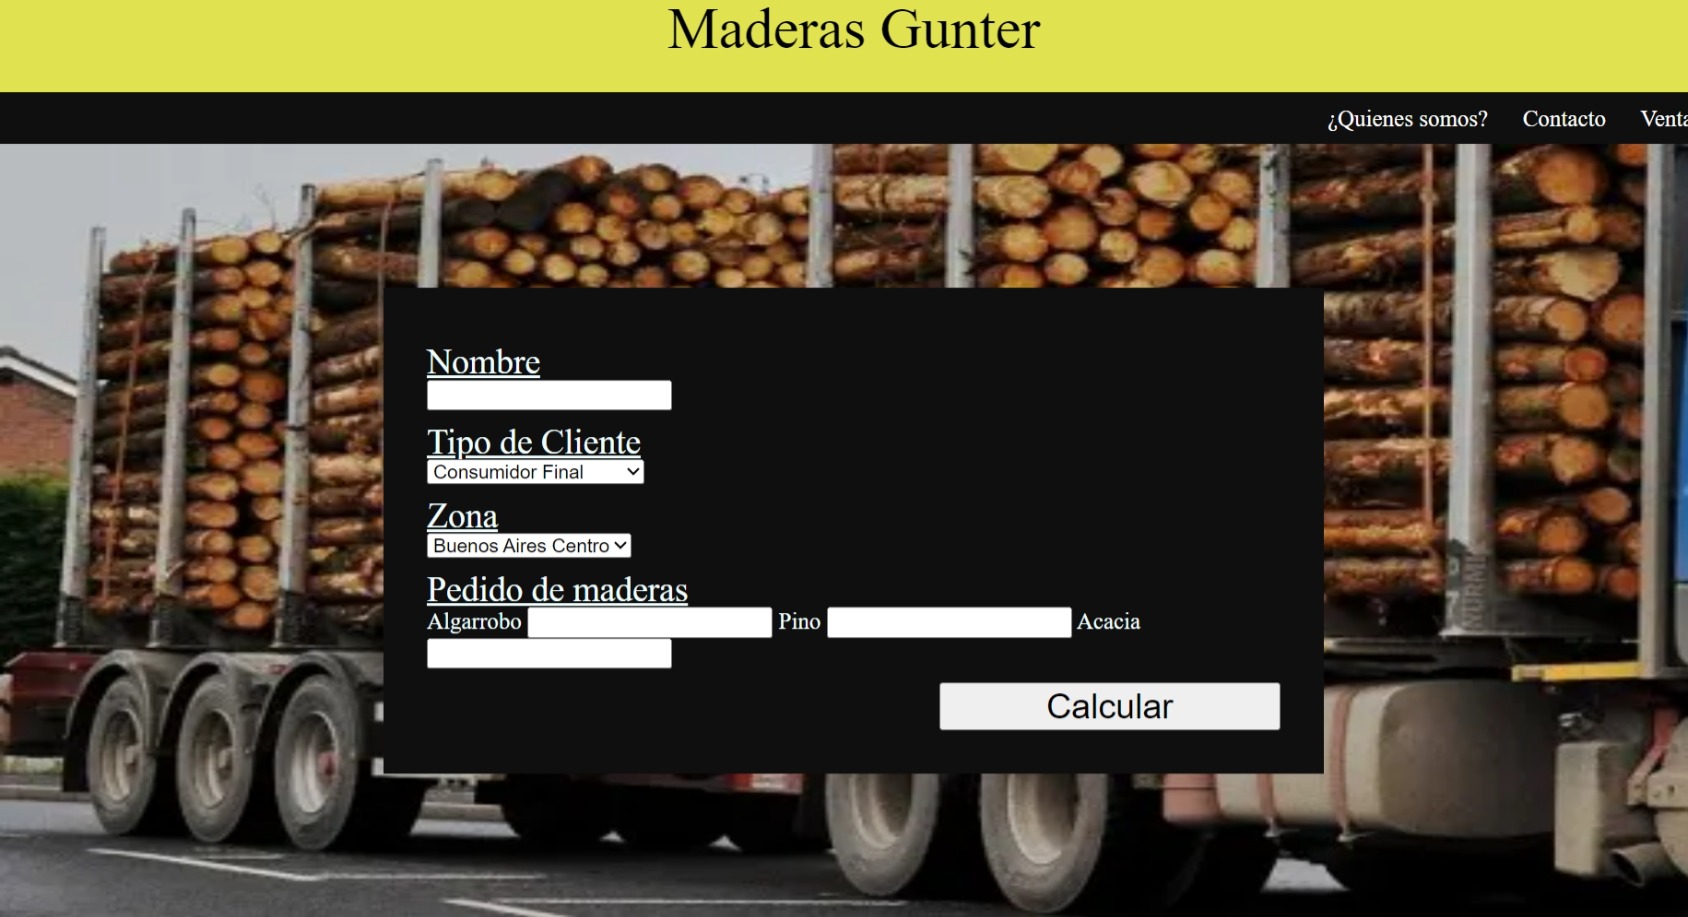 Maderas Gunter
¿Quienes somos? Contacto Venta
Nombre
Tipo de Cliente
Consumidor Final
Zona
Buenos Aires Centro
Pedido de maderas
Algarrobo Pino Acacia
Calcular
NURMI